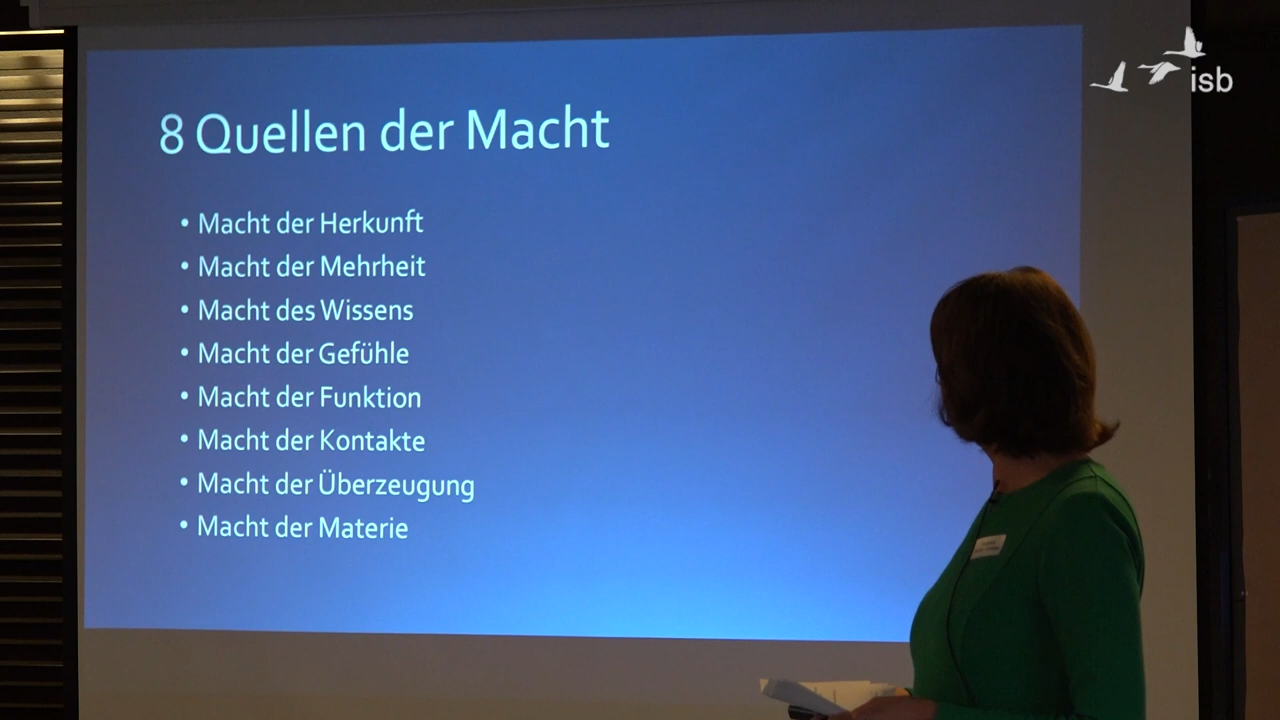 8 Quellen der Macht
• Macht der Herkunft
• Macht der Mehrheit
• Macht des Wissens
• Macht der Gefühle
• Macht der Funktion
• Macht der Kontakte
• Macht der Überzeugung
• Macht der Materie
isb